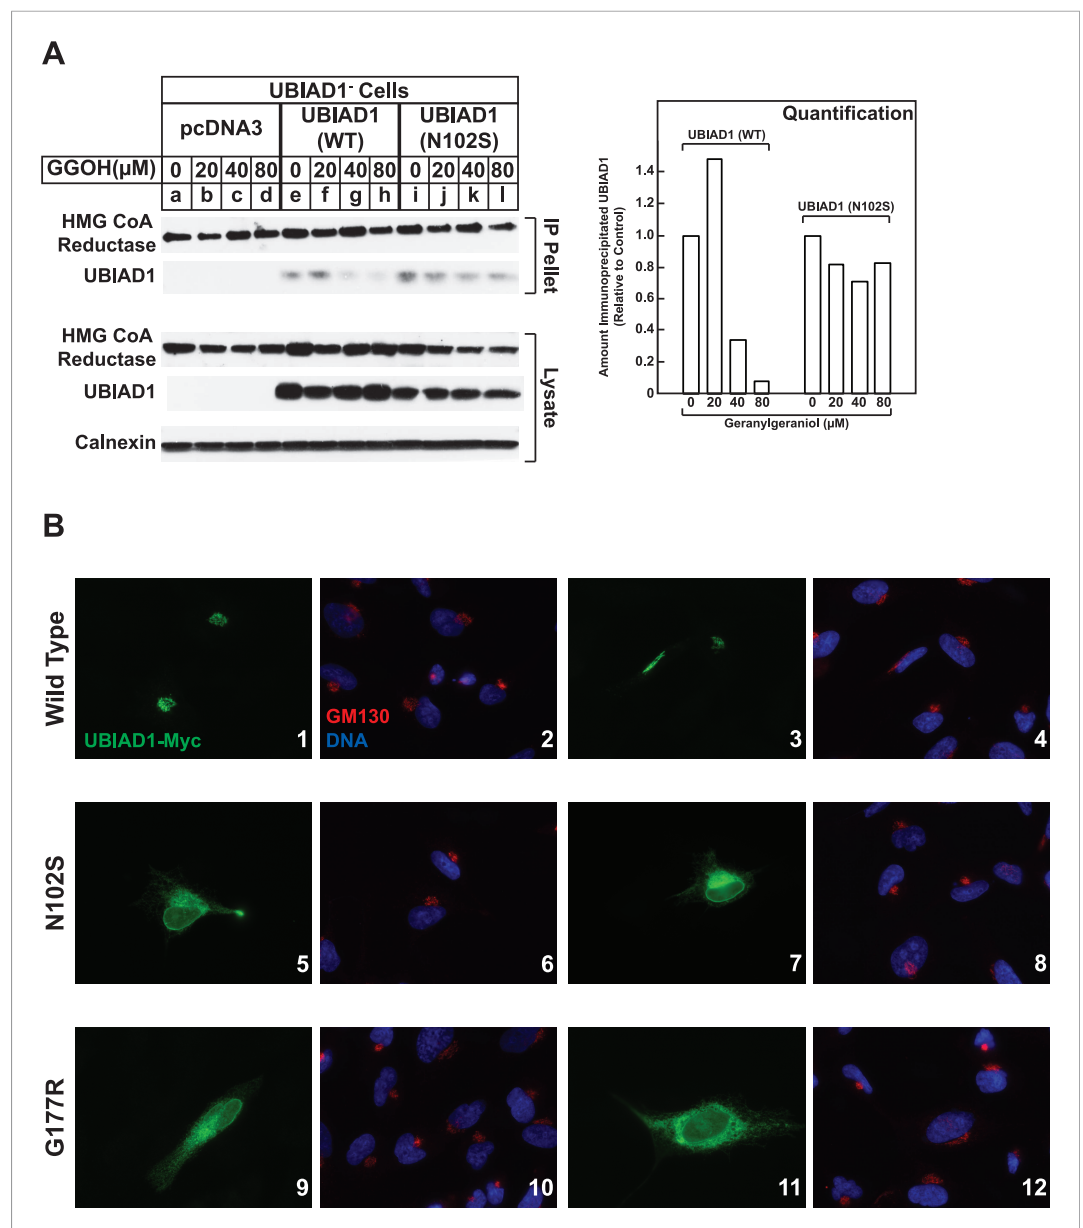 A
UBIAD1⁻ Cells
pcDNA3
UBIAD1
(WT)
UBIAD1
(N102S)
GGOH(µM) 0 20 40 80 0 20 40 80 0 20 40 80
a b c d e f g h i j k l
HMG CoA
Reductase
UBIAD1
IP Pellet
HMG CoA
Reductase
UBIAD1
Calnexin
Lysate
Quantification
UBIAD1 (WT)
UBIAD1 (N102S)
Amount Immunoprecipitated UBIAD1
(Relative to Control)
1.4
1.2
1.0
0.8
0.6
0.4
0.2
0
0 20 40 80 0 20 40 80
Geranylgeraniol (µM)
B
Wild Type
UBIAD1-Myc
1
GM130
DNA
2
3
4
N102S
5
6
7
8
G177R
9
10
11
12